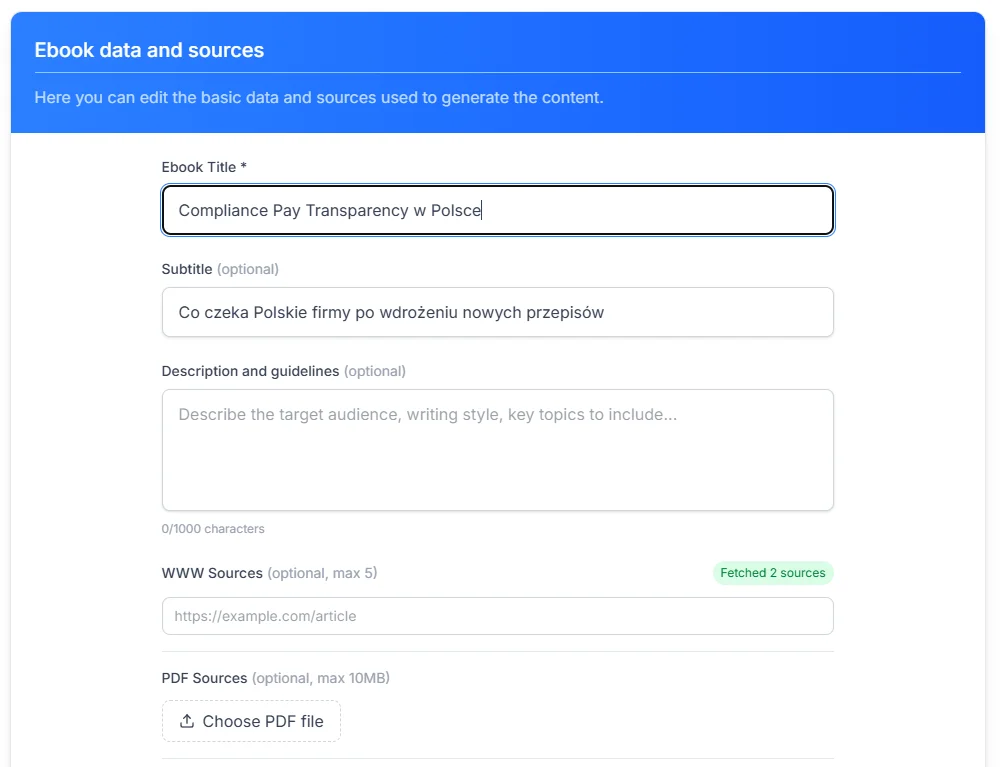 Ebook data and sources
Here you can edit the basic data and sources used to generate the content.
Ebook Title *
Compliance Pay Transparency w Polsce
Subtitle (optional)
Co czeka Polskie firmy po wdrożeniu nowych przepisów
Description and guidelines (optional)
Describe the target audience, writing style, key topics to include...
0/1000 characters
WWW Sources (optional, max 5)
Fetched 2 sources
https://example.com/article
PDF Sources (optional, max 10MB)
Choose PDF file